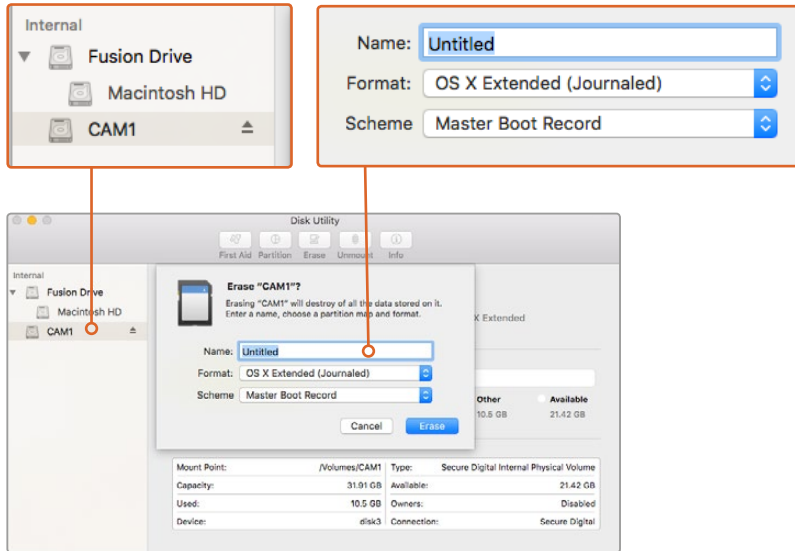 Internal
Fusion Drive
Macintosh HD
CAM1
Name: Untitled
Format: OS X Extended (Journaled)
Scheme Master Boot Record
Disk Utility
First Aid Partition Erase Unmount Info
Internal
Fusion Drive
Macintosh HD
CAM1
Erase "CAM1"?
Erasing "CAM1" will destroy of all the data stored on it.
Enter a name, choose a partition map and format.
X Extended
Name: Untitled
Format: OS X Extended (Journaled)
Scheme Master Boot Record
Other Available
10.5 GB 21.42 GB
Cancel Erase
Mount Point: /Volumes/CAM1 Type: Secure Digital Internal Physical Volume
Capacity: 31.91 GB Available: 21.42 GB
Used: 10.5 GB Owners: Disabled
Device: disk3 Connection: Secure Digital